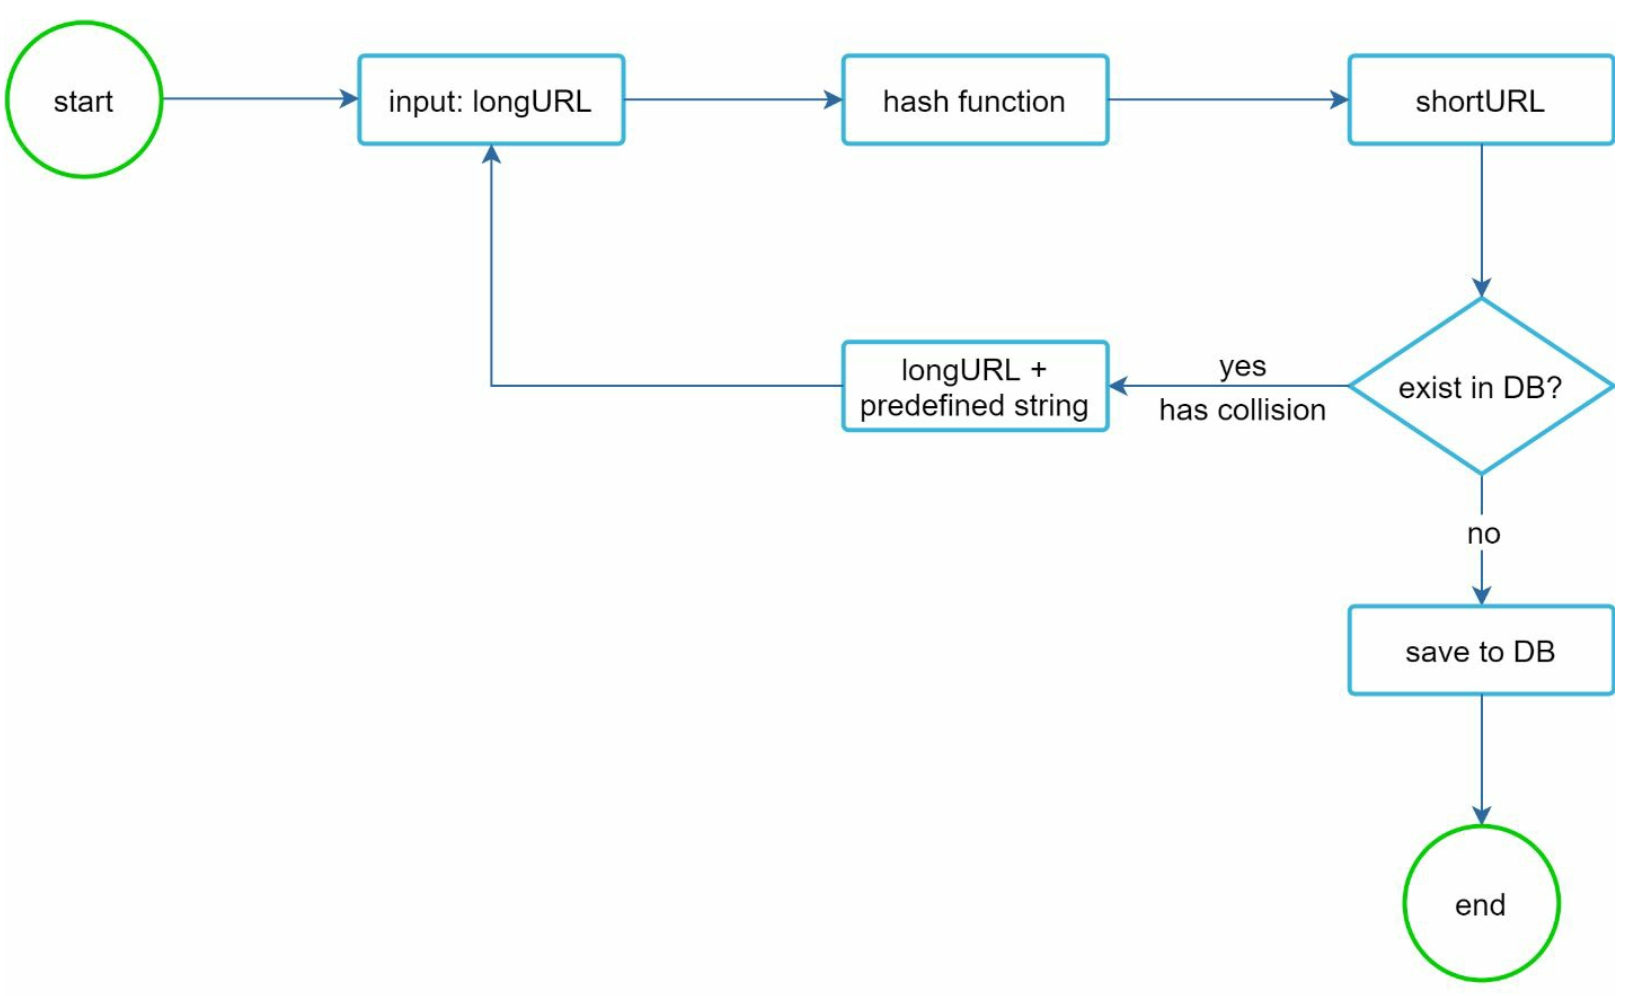 start
input: longURL
hash function
shortURL
longURL +
predefined string
yes
has collision
exist in DB?
no
save to DB
end